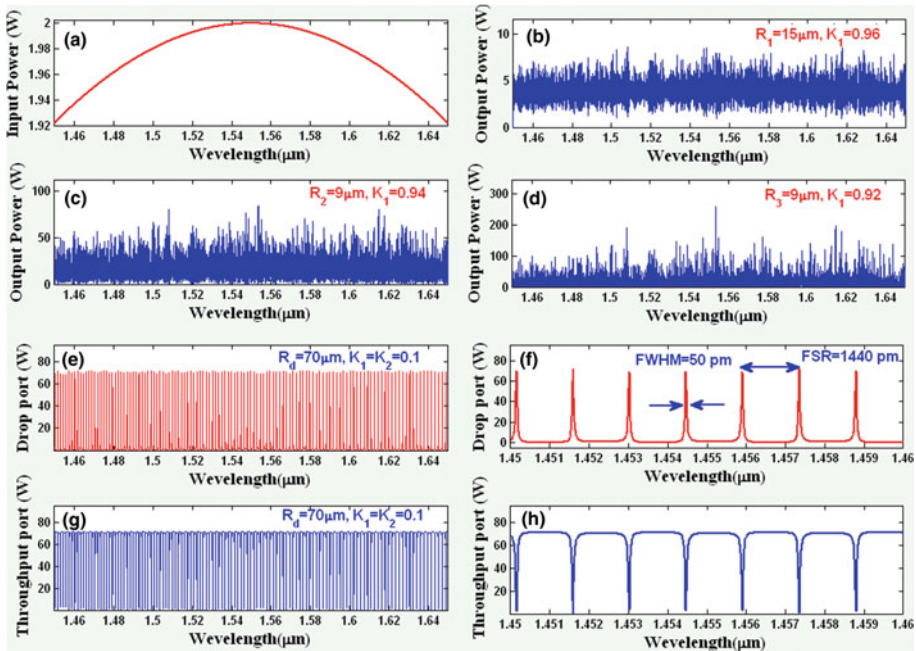 (a)
Input Power (W)
2
1.98
1.96
1.94
1.92
1.46 1.48 1.5 1.52 1.54 1.56 1.58 1.6 1.62 1.64
Wavelength(μm)
(b)
R1=15μm, K1=0.96
Output Power (W)
10
5
0
1.46 1.48 1.5 1.52 1.54 1.56 1.58 1.6 1.62 1.64
Wavelength(μm)
(c)
R2=9μm, K1=0.94
Output Power (W)
100
50
0
1.46 1.48 1.5 1.52 1.54 1.56 1.58 1.6 1.62 1.64
Wavelength(μm)
(d)
R3=9μm, K1=0.92
Output Power (W)
300
200
100
0
1.46 1.48 1.5 1.52 1.54 1.56 1.58 1.6 1.62 1.64
Wavelength(μm)
(e)
Rd=70μm, K1=K2=0.1
Drop port (W)
80
60
40
20
1.46 1.48 1.5 1.52 1.54 1.56 1.58 1.6 1.62 1.64
Wavelength(μm)
(f)
FWHM=50 pm
FSR=1440 pm
Drop port (W)
80
60
40
20
1.45 1.451 1.452 1.453 1.454 1.455 1.456 1.457 1.458 1.459 1.46
Wavelength(μm)
(g)
Rd=70μm, K1=K2=0.1
Throughput port (W)
80
60
40
20
1.46 1.48 1.5 1.52 1.54 1.56 1.58 1.6 1.62 1.64
Wavelength(μm)
(h)
Throughput port (W)
80
60
40
20
1.45 1.451 1.452 1.453 1.454 1.455 1.456 1.457 1.458 1.459 1.46
Wavelength(μm)